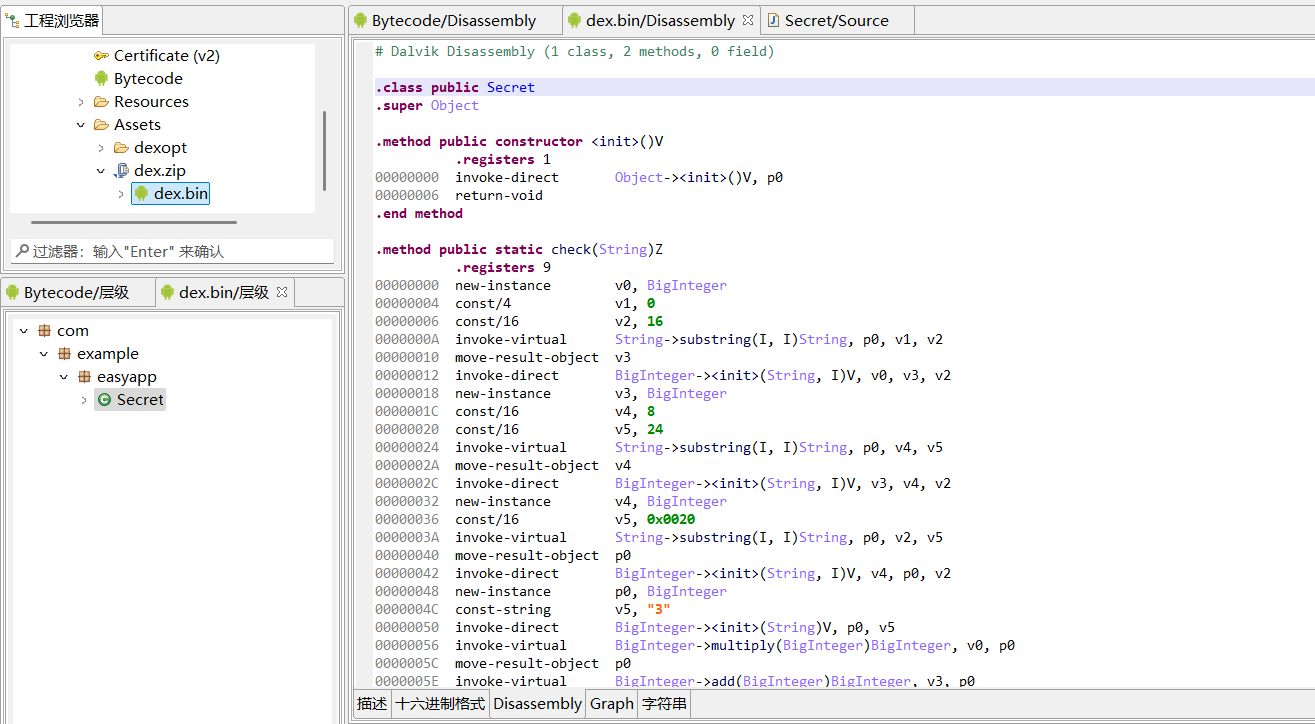 工程浏览器
Certificate (v2)
Bytecode
Resources
Assets
dexopt
dex.zip
dex.bin
过滤器: 输入"Enter" 来确认
Bytecode/层级
dex.bin/层级
com
example
easyapp
Secret
Bytecode/Disassembly
dex.bin/Disassembly
Secret/Source
# Dalvik Disassembly (1 class, 2 methods, 0 field)
.class public Secret
.super Object
.method public constructor <init>()V
.registers 1
00000000 invoke-direct Object-><init>()V, p0
00000006 return-void
.end method
.method public static check(String)Z
.registers 9
00000000 new-instance v0, BigInteger
00000004 const/4 v1, 0
00000006 const/16 v2, 16
0000000A invoke-virtual String->substring(I, I)String, p0, v1, v2
00000010 move-result-object v3
00000012 invoke-direct BigInteger-><init>(String, I)V, v0, v3, v2
00000018 new-instance v3, BigInteger
0000001C const/16 v4, 8
00000020 const/16 v5, 24
00000024 invoke-virtual String->substring(I, I)String, p0, v4, v5
0000002A move-result-object v4
0000002C invoke-direct BigInteger-><init>(String, I)V, v3, v4, v2
00000032 new-instance v4, BigInteger
00000036 const/16 v5, 0x0020
0000003A invoke-virtual String->substring(I, I)String, p0, v2, v5
00000040 move-result-object p0
00000042 invoke-direct BigInteger-><init>(String, I)V, v4, p0, v2
00000048 new-instance p0, BigInteger
0000004C const-string v5, "3"
00000050 invoke-direct BigInteger-><init>(String)V, p0, v5
00000056 invoke-virtual BigInteger->multiply(BigInteger)BigInteger, v0, p0
0000005C move-result-object p0
0000005E invoke-virtual BigInteger->add(BigInteger)BigInteger, v3, p0
描述 十六进制格式 Disassembly Graph 字符串